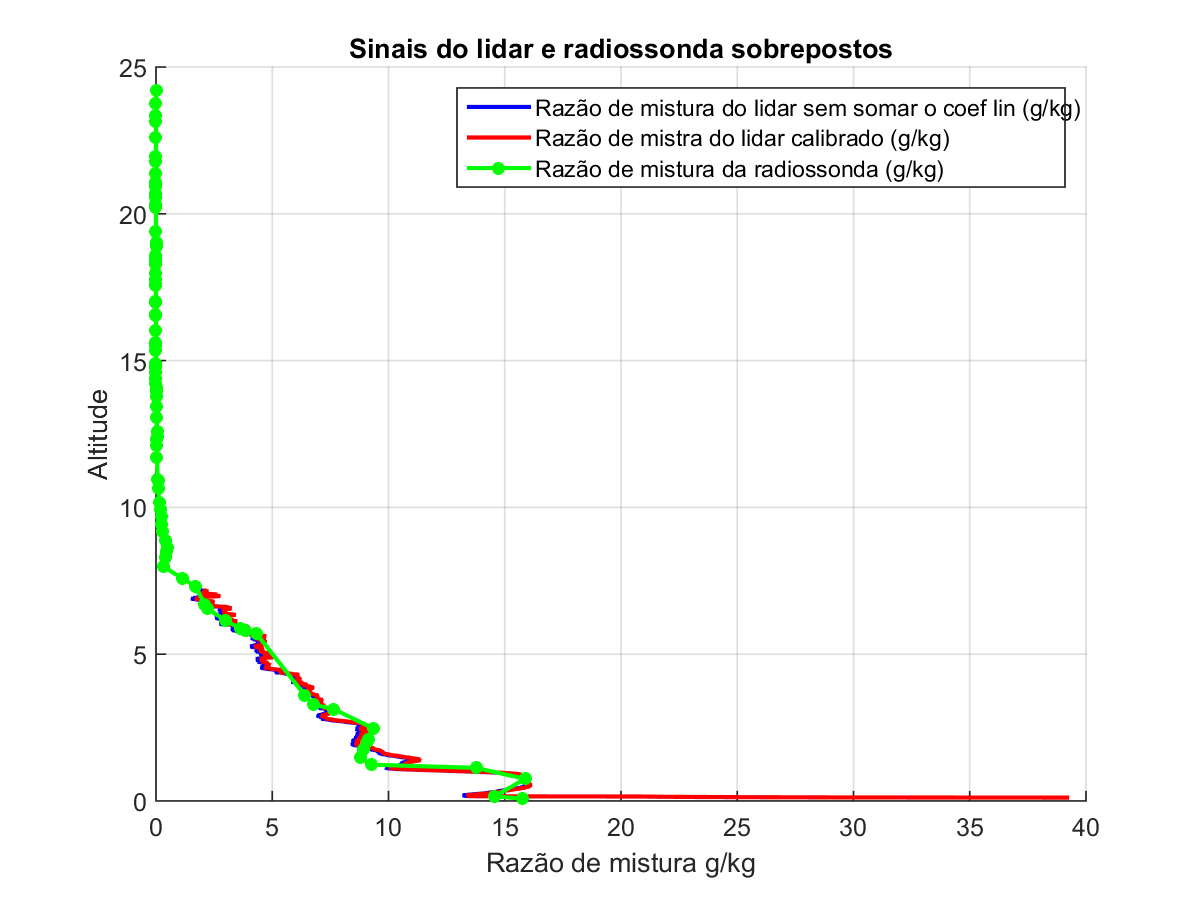 Sinais do lidar e radiossonda sobrepostos
25
Razão de mistura do lidar sem somar o coef lin (g/kg)
Razão de mistra do lidar calibrado (g/kg)
Razão de mistura da radiossonda (g/kg)
20
15
Altitude
10
5
0
0 5 10 15 20 25 30 35 40
Razão de mistura g/kg